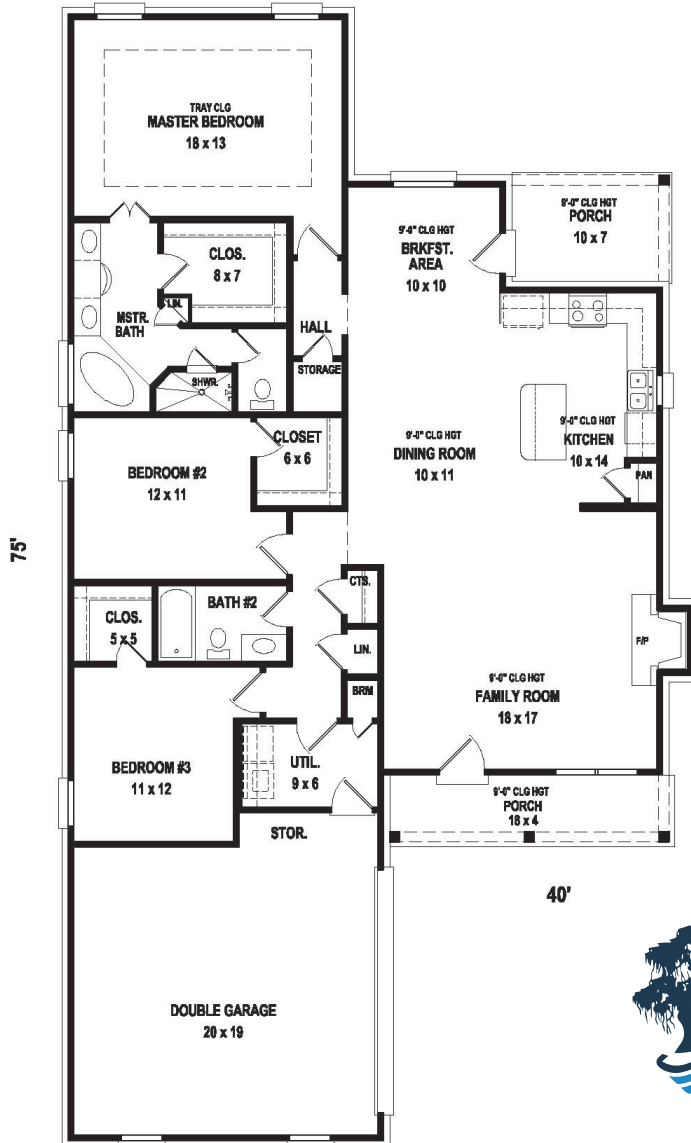 TRAY CLG
MASTER BEDROOM
18 x 13
9'-0" CLG HGT
PORCH
10 x 7
9'-0" CLG HGT
BRKFST.
AREA
10 x 10
CLOS.
8 x 7
LIN.
MSTR.
BATH
HALL
SHWR.
STORAGE
9'-0" CLG HGT
DINING ROOM
10 x 11
9'-0" CLG HGT
KITCHEN
10 x 14
PAN
CLOSET
6 x 6
BEDROOM #2
12 x 11
75'
CTS.
BATH #2
CLOS.
5 x 5
LIN.
F/P
BRM
9'-0" CLG HGT
FAMILY ROOM
18 x 17
UTIL.
9 x 6
BEDROOM #3
11 x 12
9'-0" CLG HGT
PORCH
18 x 4
STOR.
40'
DOUBLE GARAGE
20 x 19